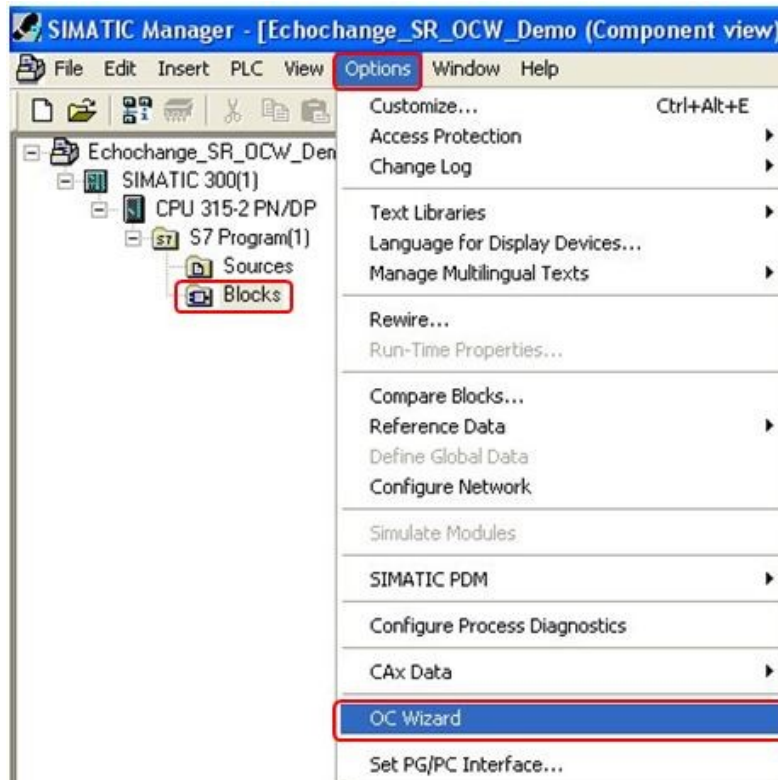 SIMATIC Manager - [Echochange_SR_OCW_Demo (Component view)
File Edit Insert PLC View Options Window Help
Customize... Ctrl+Alt+E
Access Protection
Change Log
Echochange_SR_OCW_Den
SIMATIC 300(1)
CPU 315-2 PN/DP
S7 S7 Program(1)
Sources
Blocks
Text Libraries
Language for Display Devices...
Manage Multilingual Texts
Rewire...
Run-Time Properties...
Compare Blocks...
Reference Data
Define Global Data
Configure Network
Simulate Modules
SIMATIC PDM
Configure Process Diagnostics
CAx Data
OC Wizard
Set PG/PC Interface...